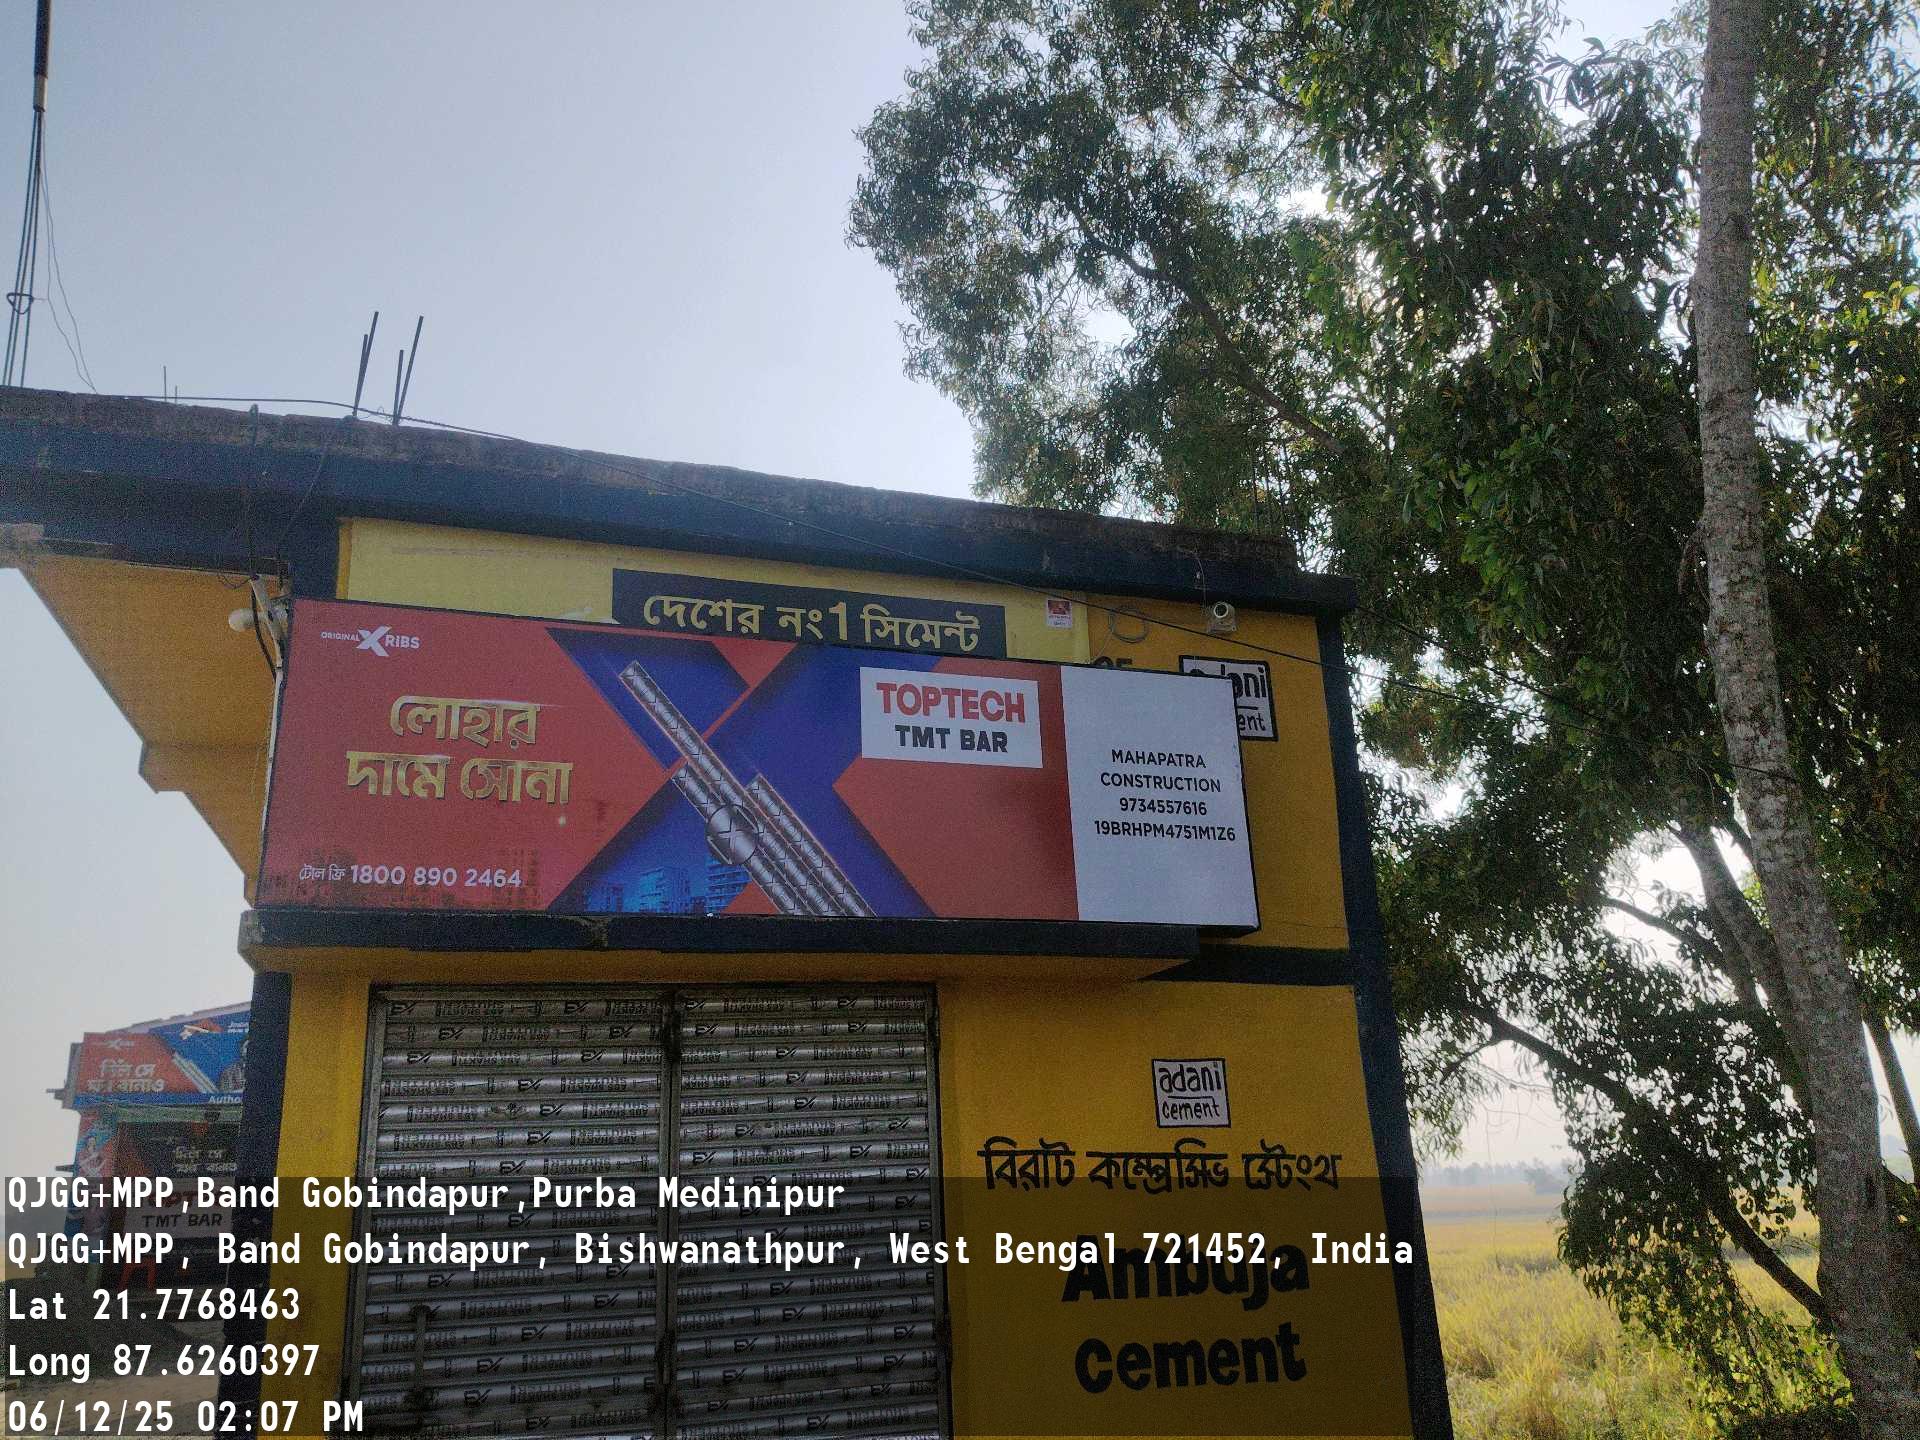 দেশের নং 1 সিমেন্ট
ORIGINAL X RIBS
লোহার
দামে সোনা
টোল ফ্রি 1800 890 2464
TOPTECH
TMT BAR
MAHAPATRA
CONSTRUCTION
9734557616
19BRHPM4751M1Z6
adani
cement
বিরাট কম্প্রেসিভ স্ট্রেংথ
Ambuja
cement
TMT BAR
QJGG+MPP,Band Gobindapur,Purba Medinipur
QJGG+MPP, Band Gobindapur, Bishwanathpur, West Bengal 721452, India
Lat 21.7768463
Long 87.6260397
06/12/25 02:07 PM